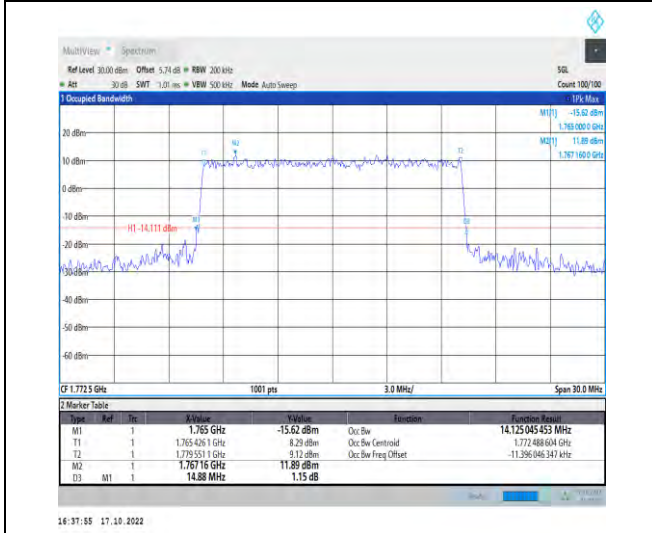 MultiView Spectrum
Ref Level 30.00 dBm Offset 5.74 dB RBW 200 kHz SGL
Att 30 dB SWT 1.01 ms VBW 500 kHz Mode Auto Sweep Count 100/100
1 Occupied Bandwidth 1Pk Max
M1[1] -15.62 dBm
1.765 000 0 GHz
M2[1] 11.89 dBm
1.767 160 0 GHz
20 dBm
T1 M2 T2
10 dBm
0 dBm
-10 dBm
M1 D3
H1 -14.111 dBm
-20 dBm
-30 dBm
-40 dBm
-50 dBm
-60 dBm
CF 1.772 5 GHz 1001 pts 3.0 MHz/ Span 30.0 MHz
2 Marker Table
Type Ref Trc X-Value Y-Value Function Function Result
M1 1 1.765 GHz -15.62 dBm Occ Bw 14.125 045 453 MHz
T1 1 1.765 426 1 GHz 8.29 dBm Occ Bw Centroid 1.772 488 604 GHz
T2 1 1.779 551 1 GHz 9.12 dBm Occ Bw Freq Offset -11.396 046 347 kHz
M2 1 1.767 16 GHz 11.89 dBm
D3 M1 1 14.88 MHz 1.15 dB
16:37:55 17.10.2022